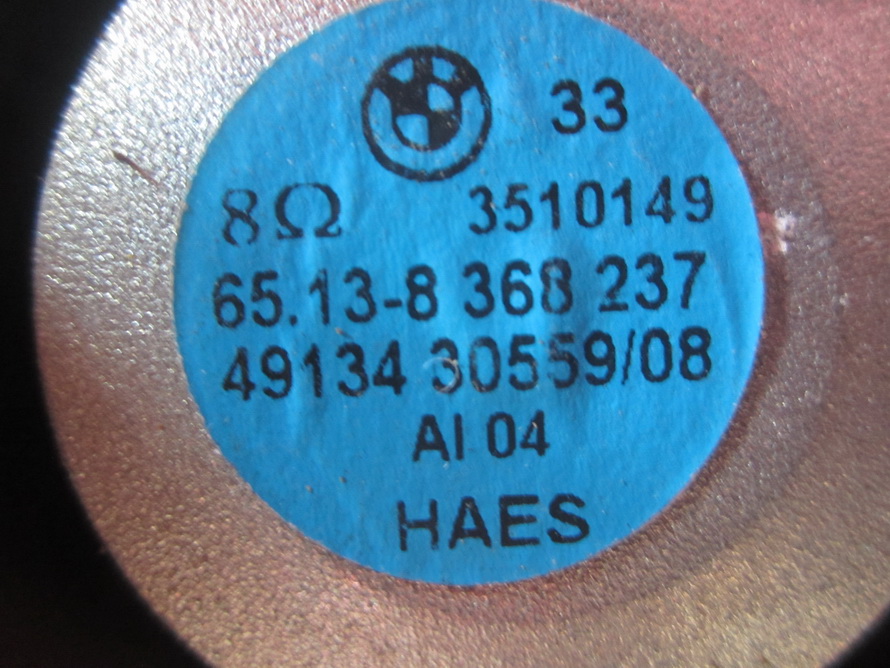 33
8Ω 3510149
65.13-8 368 237
49134 30559/08
AI 04
HAES